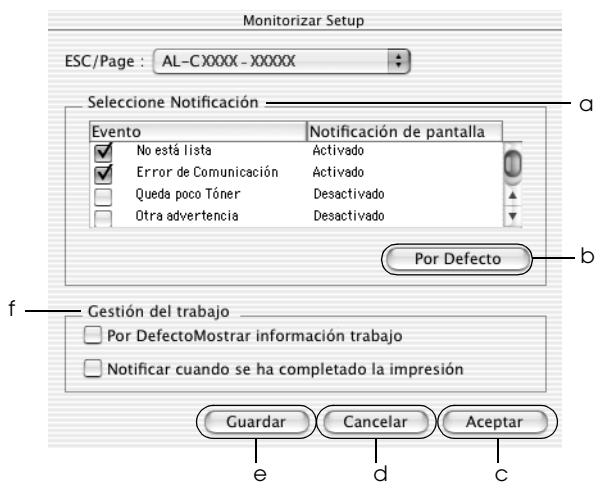 Monitorizar Setup
ESC/Page : AL-CXXXX-XXXXX
Seleccione Notificación a
Evento Notificación de pantalla
No está lista Activado
Error de Comunicación Activado
Queda poco Tóner Desactivado
Otra advertencia Desactivado
Por Defecto b
f Gestión del trabajo
Por DefectoMostrar información trabajo
Notificar cuando se ha completado la impresión
Guardar Cancelar Aceptar
e d c